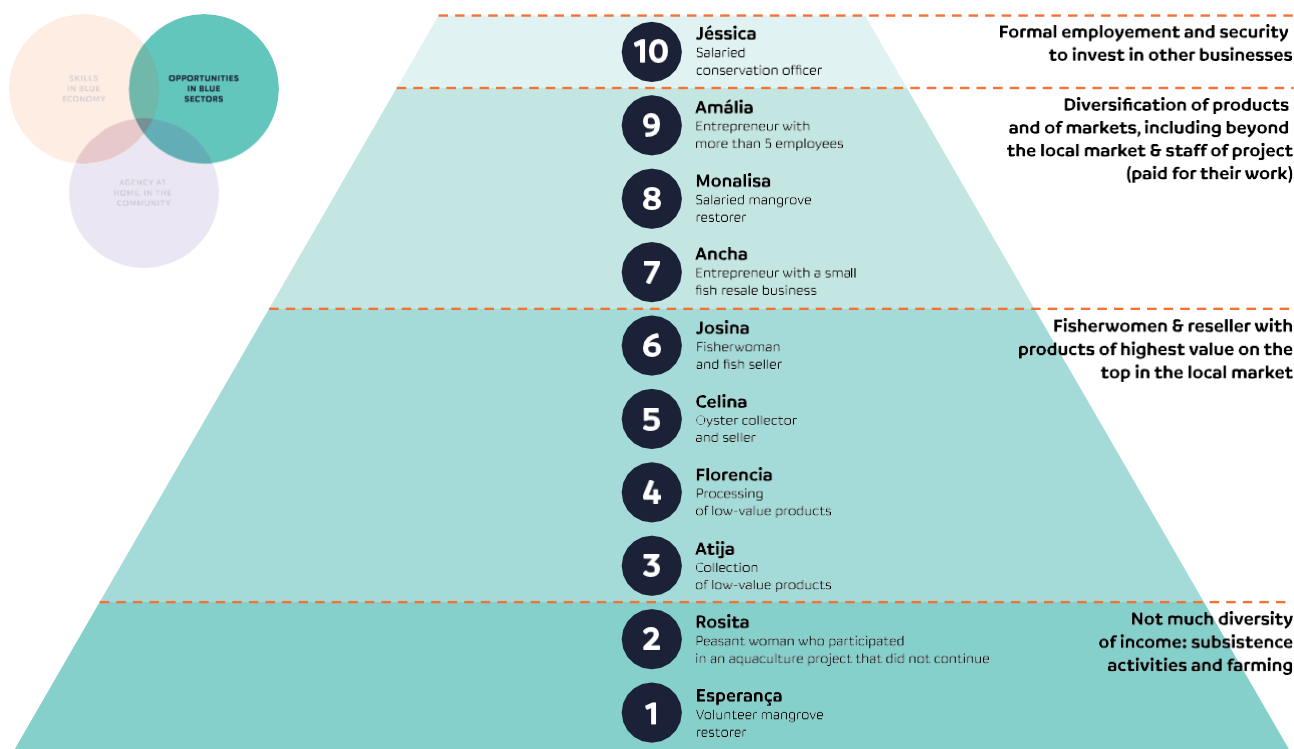 SKILLS
IN BLUE
ECONOMY
OPPORTUNITIES
IN BLUE
SECTORS
AGENCY AT
HOME, IN THE
COMMUNITY
10
Jéssica
Salaried
conservation officer
Formal employement and security
to invest in other businesses
9
Amália
Entrepreneur with
more than 5 employees
Diversification of products
and of markets, including beyond
the local market & staff of project
(paid for their work)
8
Monalisa
Salaried mangrove
restorer
7
Ancha
Entrepreneur with a small
fish resale business
6
Josina
Fisherwoman
and fish seller
Fisherwomen & reseller with
products of highest value on the
top in the local market
5
Celina
Oyster collector
and seller
4
Florencia
Processing
of low-value products
3
Atija
Collection
of low-value products
2
Rosita
Peasant woman who participated
in an aquaculture project that did not continue
Not much diversity
of income: subsistence
activities and farming
1
Esperança
Volunteer mangrove
restorer